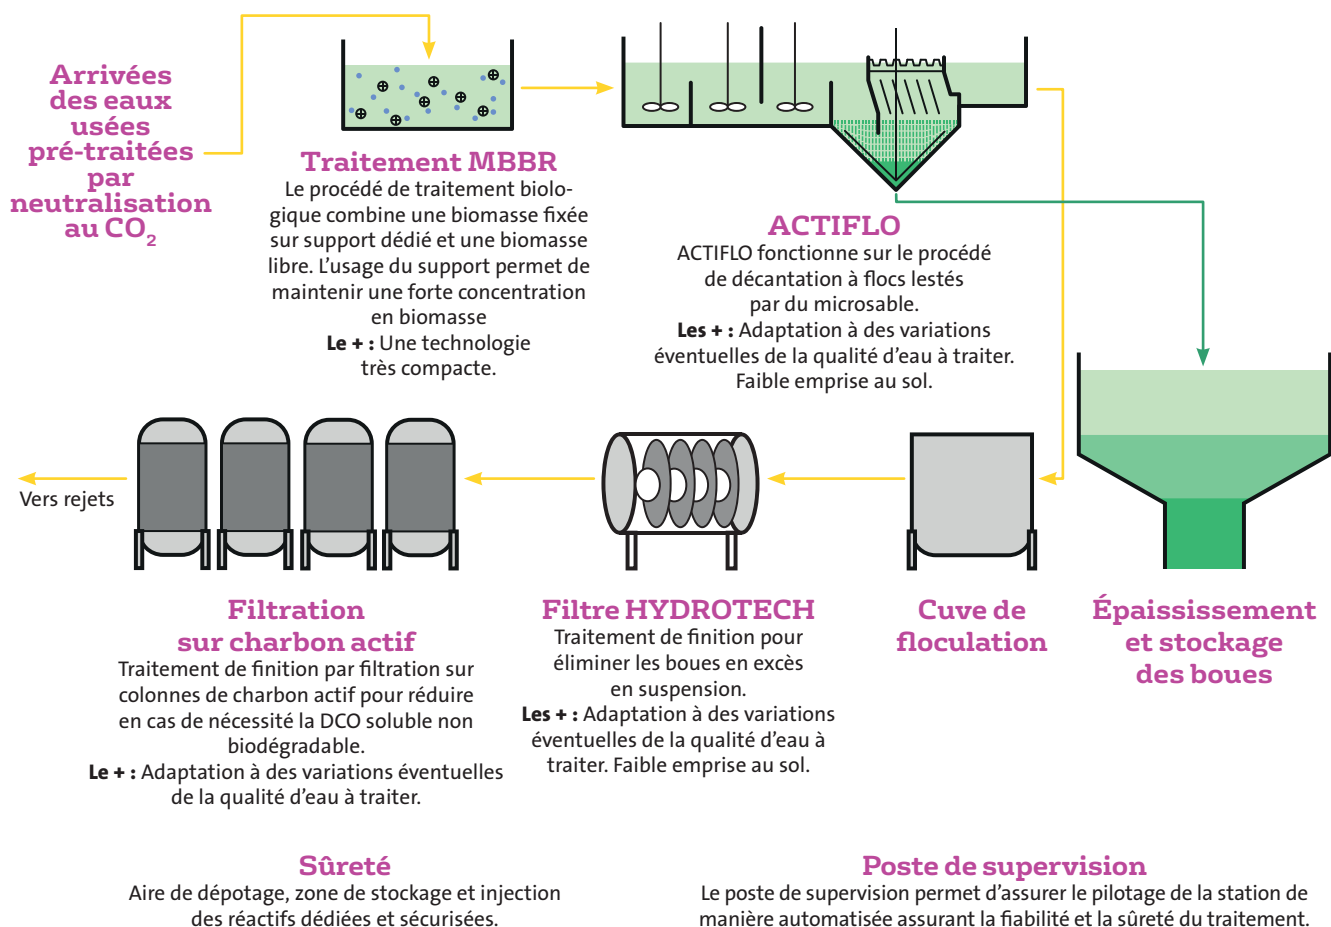 Arrivées
des eaux
usées
pré-traitées
par
neutralisation
au CO2
Traitement MBBR
Le procédé de traitement biolo-
gique combine une biomasse fixée
sur support dédié et une biomasse
libre. L’usage du support permet de
maintenir une forte concentration
en biomasse
Le + : Une technologie
très compacte.
ACTIFLO
ACTIFLO fonctionne sur le procédé
de décantation à flocs lestés
par du microsable.
Les + : Adaptation à des variations
éventuelles de la qualité d’eau à traiter.
Faible emprise au sol.
Vers rejets
Filtration
sur charbon actif
Traitement de finition par filtration sur
colonnes de charbon actif pour réduire
en cas de nécessité la DCO soluble non
biodégradable.
Le + : Adaptation à des variations éventuelles
de la qualité d’eau à traiter.
Filtre HYDROTECH
Traitement de finition pour
éliminer les boues en excès
en suspension.
Les + : Adaptation à des variations
éventuelles de la qualité d’eau à
traiter. Faible emprise au sol.
Cuve de
floculation
Épaississement
et stockage
des boues
Sûreté
Aire de dépotage, zone de stockage et injection
des réactifs dédiées et sécurisées.
Poste de supervision
Le poste de supervision permet d’assurer le pilotage de la station de
manière automatisée assurant la fiabilité et la sûreté du traitement.